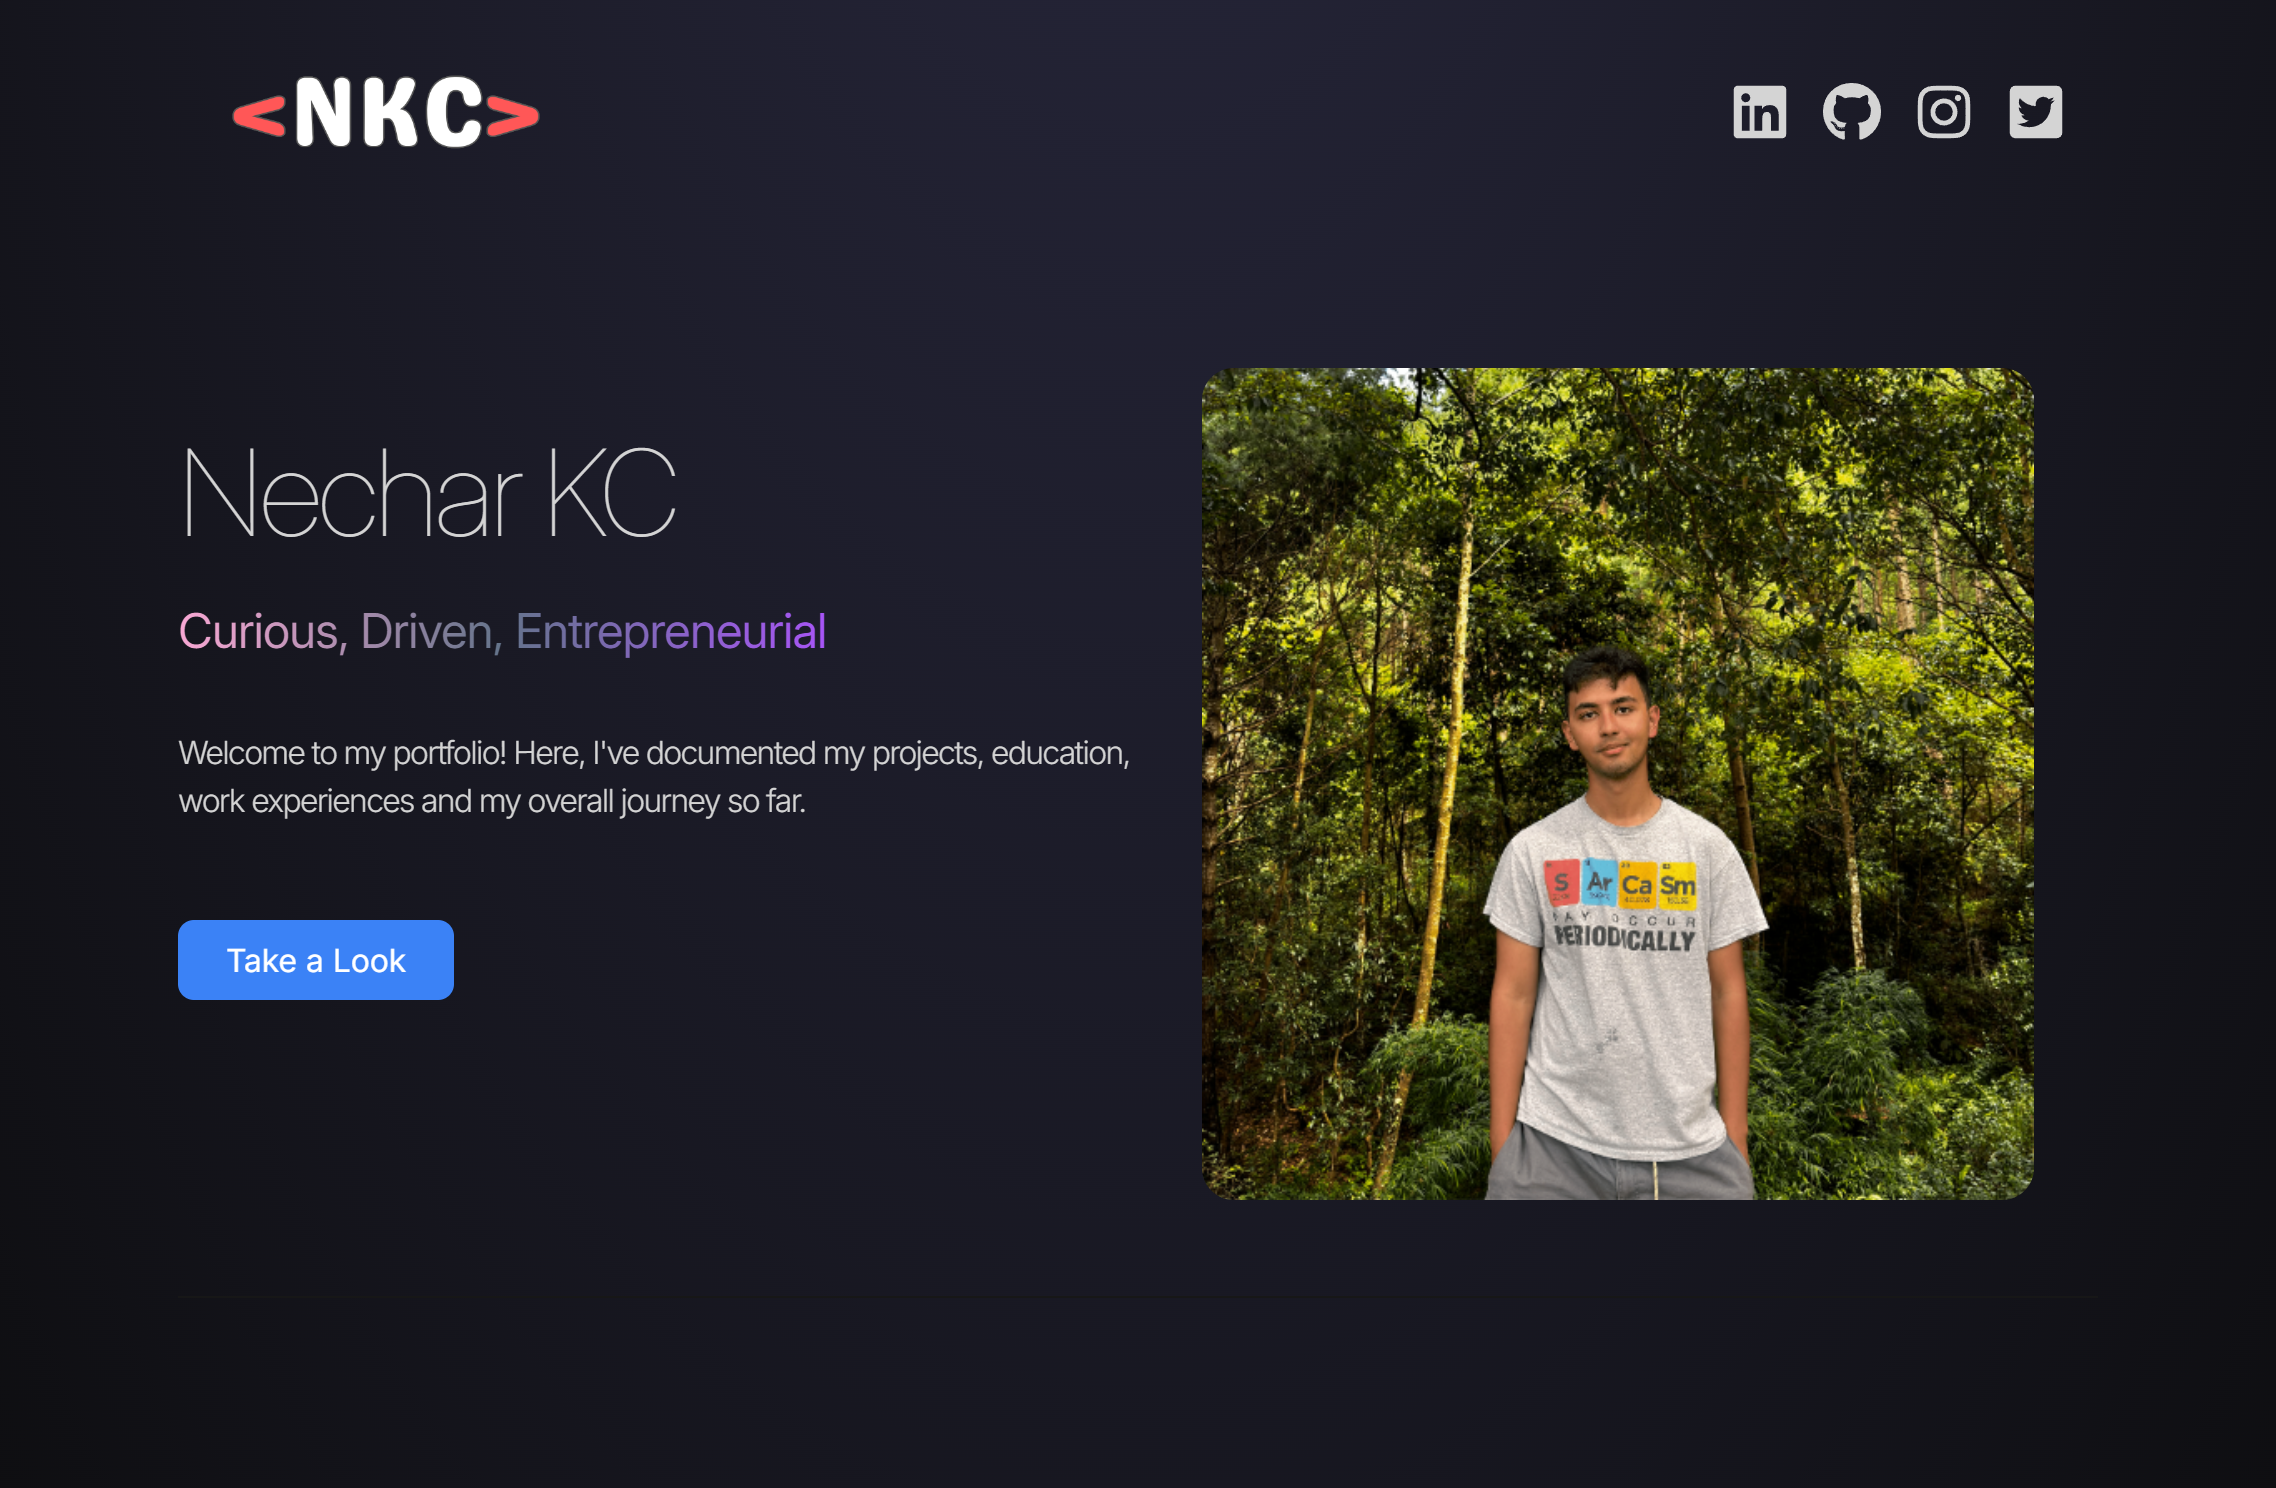 <NKC>
in
Nechar KC
Curious, Driven, Entrepreneurial
Welcome to my portfolio! Here, I've documented my projects, education,
work experiences and my overall journey so far.
S Ar Ca Sm
MAY OCCUR
PERIODICALLY
Take a Look